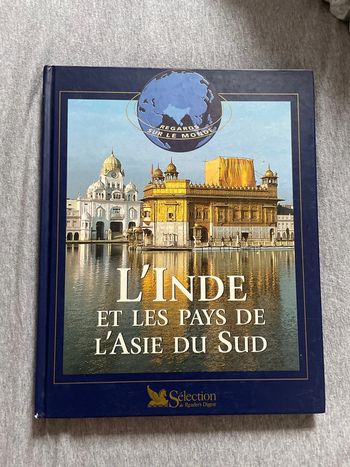 REGARDS
SUR LE MONDE
L'INDE
ET LES PAYS DE
L'ASIE DU SUD
Sélection
du Reader's Digest